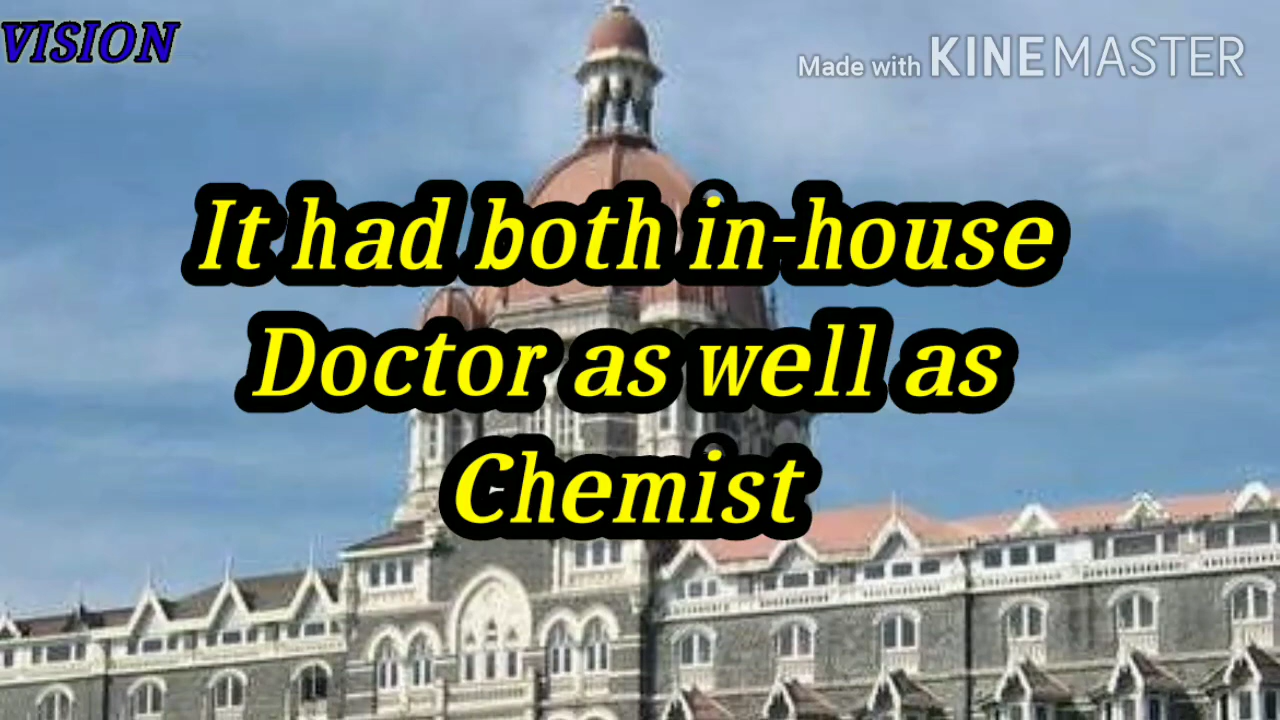 VISION
Made with KINEMASTER
It had both in-house
Doctor as well as
Chemist